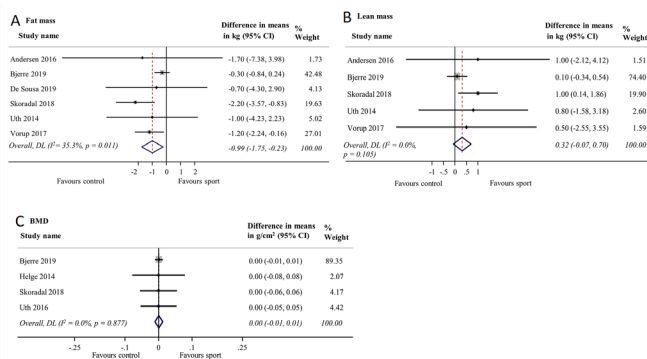 A Fat mass
Difference in means %
in kg (95% CI) Weight
Study name
Andersen 2016 -1.70 (-7.38, 3.98) 1.73
Bjerre 2019 -0.30 (-0.84, 0.24) 42.48
De Sousa 2019 -0.70 (-4.30, 2.90) 4.13
Skoradal 2018 -2.20 (-3.57, -0.83) 19.63
Uth 2014 -1.00 (-4.23, 2.23) 5.02
Vorup 2017 -1.20 (-2.24, -0.16) 27.01
Overall, DL (I² = 35.3%, p = 0.011) -0.99 (-1.75, -0.23) 100.00
-2 -1 0 1 2
Favours control Favours sport
B Lean mass
Difference in means %
in kg (95% CI) Weight
Study name
Andersen 2016 1.00 (-2.12, 4.12) 1.51
Bjerre 2019 0.10 (-0.34, 0.54) 74.40
Skoradal 2018 1.00 (0.14, 1.86) 19.90
Uth 2014 0.80 (-1.58, 3.18) 2.60
Vorup 2017 0.50 (-2.55, 3.55) 1.59
Overall, DL (I² = 0.0%, 0.32 (-0.07, 0.70) 100.00
p = 0.105)
-1 -.5 0 .5 1
Favours control Favours sport
C BMD
Difference in means %
in g/cm² (95% CI) Weight
Study name
Bjerre 2019 0.00 (-0.01, 0.01) 89.35
Helge 2014 0.00 (-0.08, 0.08) 2.07
Skoradal 2018 0.00 (-0.06, 0.06) 4.17
Uth 2016 0.00 (-0.05, 0.05) 4.42
Overall, DL (I² = 0.0%, p = 0.877) 0.00 (-0.01, 0.01) 100.00
-.25 -.1 0 .1 .25
Favours control Favours sport